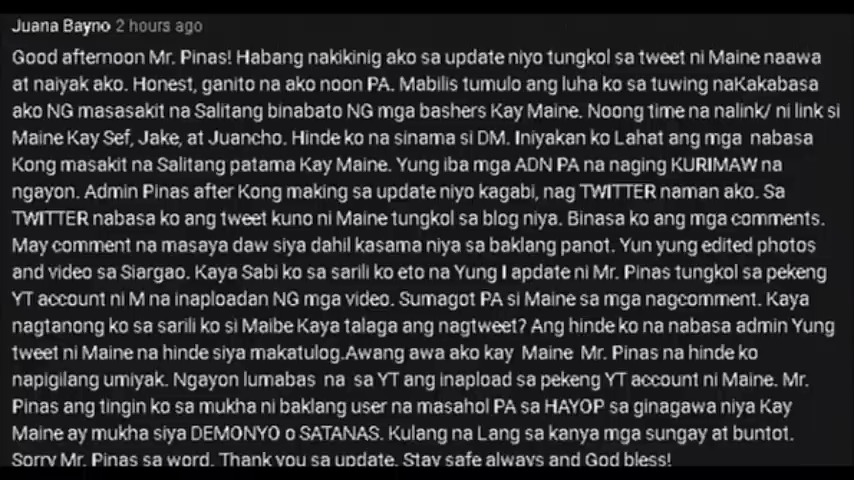 Juana Bayno 2 hours ago
Good afternoon Mr. Pinas! Habang nakikinig ako sa update niyo tungkol sa tweet ni Maine naawa
at naiyak ako. Honest, ganito na ako noon PA. Mabilis tumulo ang luha ko sa tuwing naKakabasa
ako NG masasakit na Salitang binabato NG mga bashers Kay Maine. Noong time na nalink/ ni link si
Maine Kay Sef, Jake, at Juancho. Hinde ko na sinama si DM. Iniyakan ko Lahat ang mga nabasa
Kong masakit na Salitang patama Kay Maine. Yung iba mga ADN PA na naging KURIMAW na
ngayon. Admin Pinas after Kong making sa update niyo kagabi, nag TWITTER naman ako. Sa
TWITTER nabasa ko ang tweet kuno ni Maine tungkol sa blog niya. Binasa ko ang mga comments.
May comment na masaya daw siya dahil kasama niya sa baklang panot. Yun yung edited photos
and video sa Siargao. Kaya Sabi ko sa sarili ko eto na Yung I apdate ni Mr. Pinas tungkol sa pekeng
YT account ni M na inaploadan NG mga video. Sumagot PA si Maine sa mga nagcomment. Kaya
nagtanong ko sa sarili ko si Maibe Kaya talaga ang nagtweet? Ang hinde ko na nabasa admin Yung
tweet ni Maine na hinde siya makatulog.Awang awa ako kay Maine Mr. Pinas na hinde ko
napigilang umiyak. Ngayon lumabas na sa YT ang inapload sa pekeng YT account ni Maine. Mr.
Pinas ang tingin ko sa mukha ni baklang user na masahol PA sa HAYOP sa ginagawa niya Kay
Maine ay mukha siya DEMONYO o SATANAS. Kulang na Lang sa kanya mga sungay at buntot.
Sorry Mr. Pinas sa word. Thank you sa update. Stay safe always and God bless!